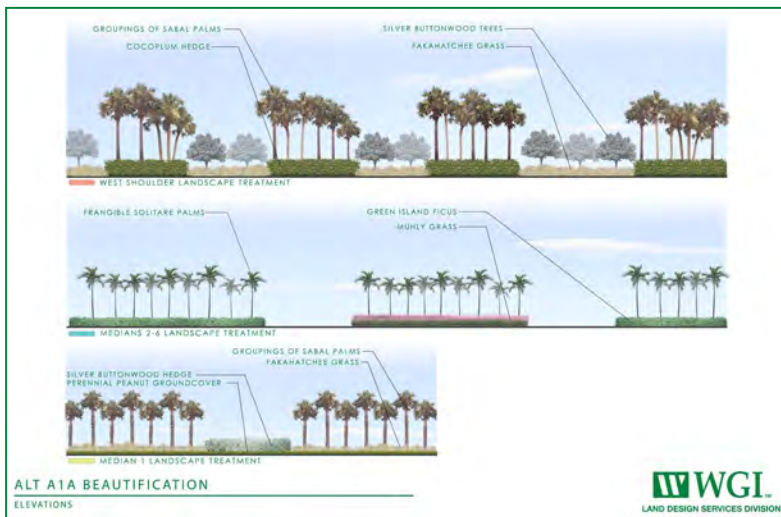 GROUPINGS OF SABAL PALMS
COCOPLUM HEDGE
SILVER BUTTONWOOD TREES
FAKAHATCHEE GRASS
WEST SHOULDER LANDSCAPE TREATMENT
FRANGIBLE SOLITARE PALMS
GREEN ISLAND FICUS
MUHLY GRASS
MEDIANS 2-6 LANDSCAPE TREATMENT
GROUPINGS OF SABAL PALMS
FAKAHATCHEE GRASS
SILVER BUTTONWOOD HEDGE
PERENNIAL PEANUT GROUNDCOVER
MEDIAN 1 LANDSCAPE TREATMENT
ALT A1A BEAUTIFICATION
ELEVATIONS
WGI™
LAND DESIGN SERVICES DIVISION